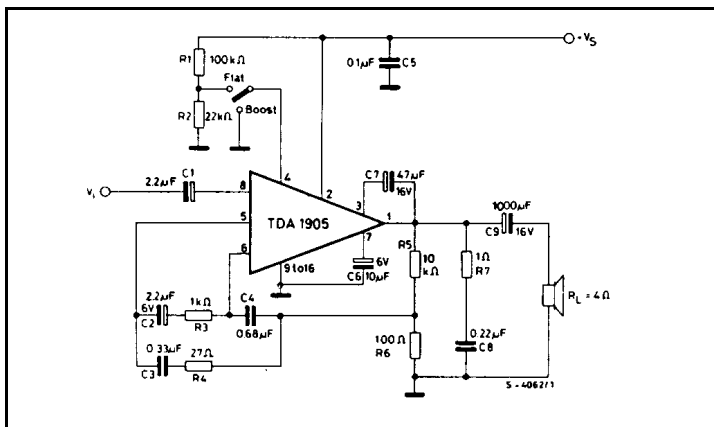 +VS
R1
100kΩ
0.1µF
C5
Flat
R2
22kΩ
Boost
C1
2.2µF
Vi
4
8
2
C7
47µF
16V
3
1
TDA 1905
5
7
6
9 to16
6V
C6
10µF
R5
10
kΩ
1000µF
C9
16V
1Ω
R7
RL = 4Ω
2.2µF
6V
C2
1kΩ
R3
C4
0.68µF
0.33µF
C3
27Ω
R4
100Ω
R6
0.22µF
C8
S-4062/1